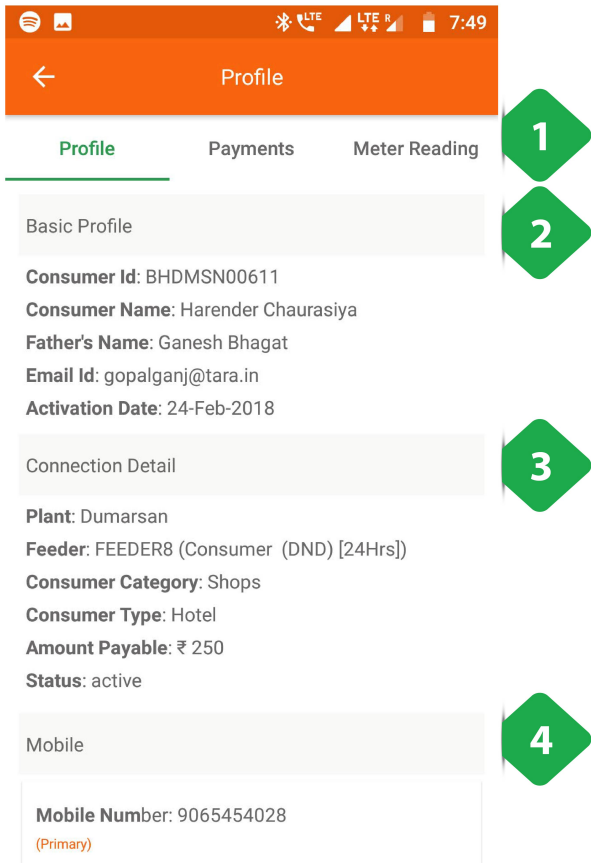 LTE LTE R 7:49
Profile
Profile Payments Meter Reading
1
Basic Profile
2
Consumer Id: BHDMSN00611
Consumer Name: Harender Chaurasiya
Father's Name: Ganesh Bhagat
Email Id: gopalganj@tara.in
Activation Date: 24-Feb-2018
Connection Detail
3
Plant: Dumarsan
Feeder: FEEDER8 (Consumer (DND) [24Hrs])
Consumer Category: Shops
Consumer Type: Hotel
Amount Payable: ₹ 250
Status: active
Mobile
4
Mobile Number: 9065454028
(Primary)